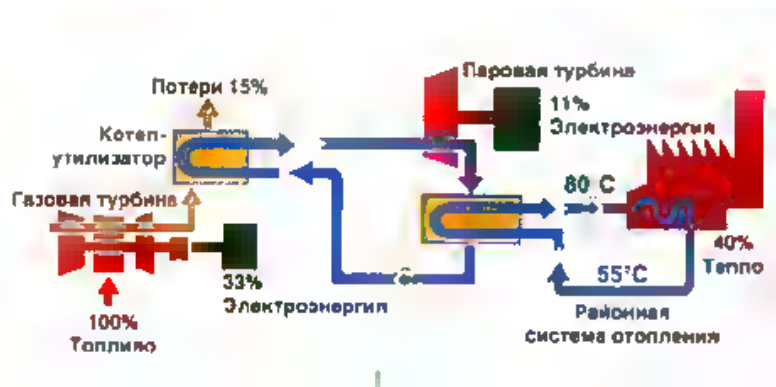 Паровая турбина
Потери 15%
11%
Электроэнергия
Котел-
утилизатор
80°C
Газовая турбина
40%
Тепло
33%
Электроэнергия
55°C
100%
Топливо
Районная
система отопления